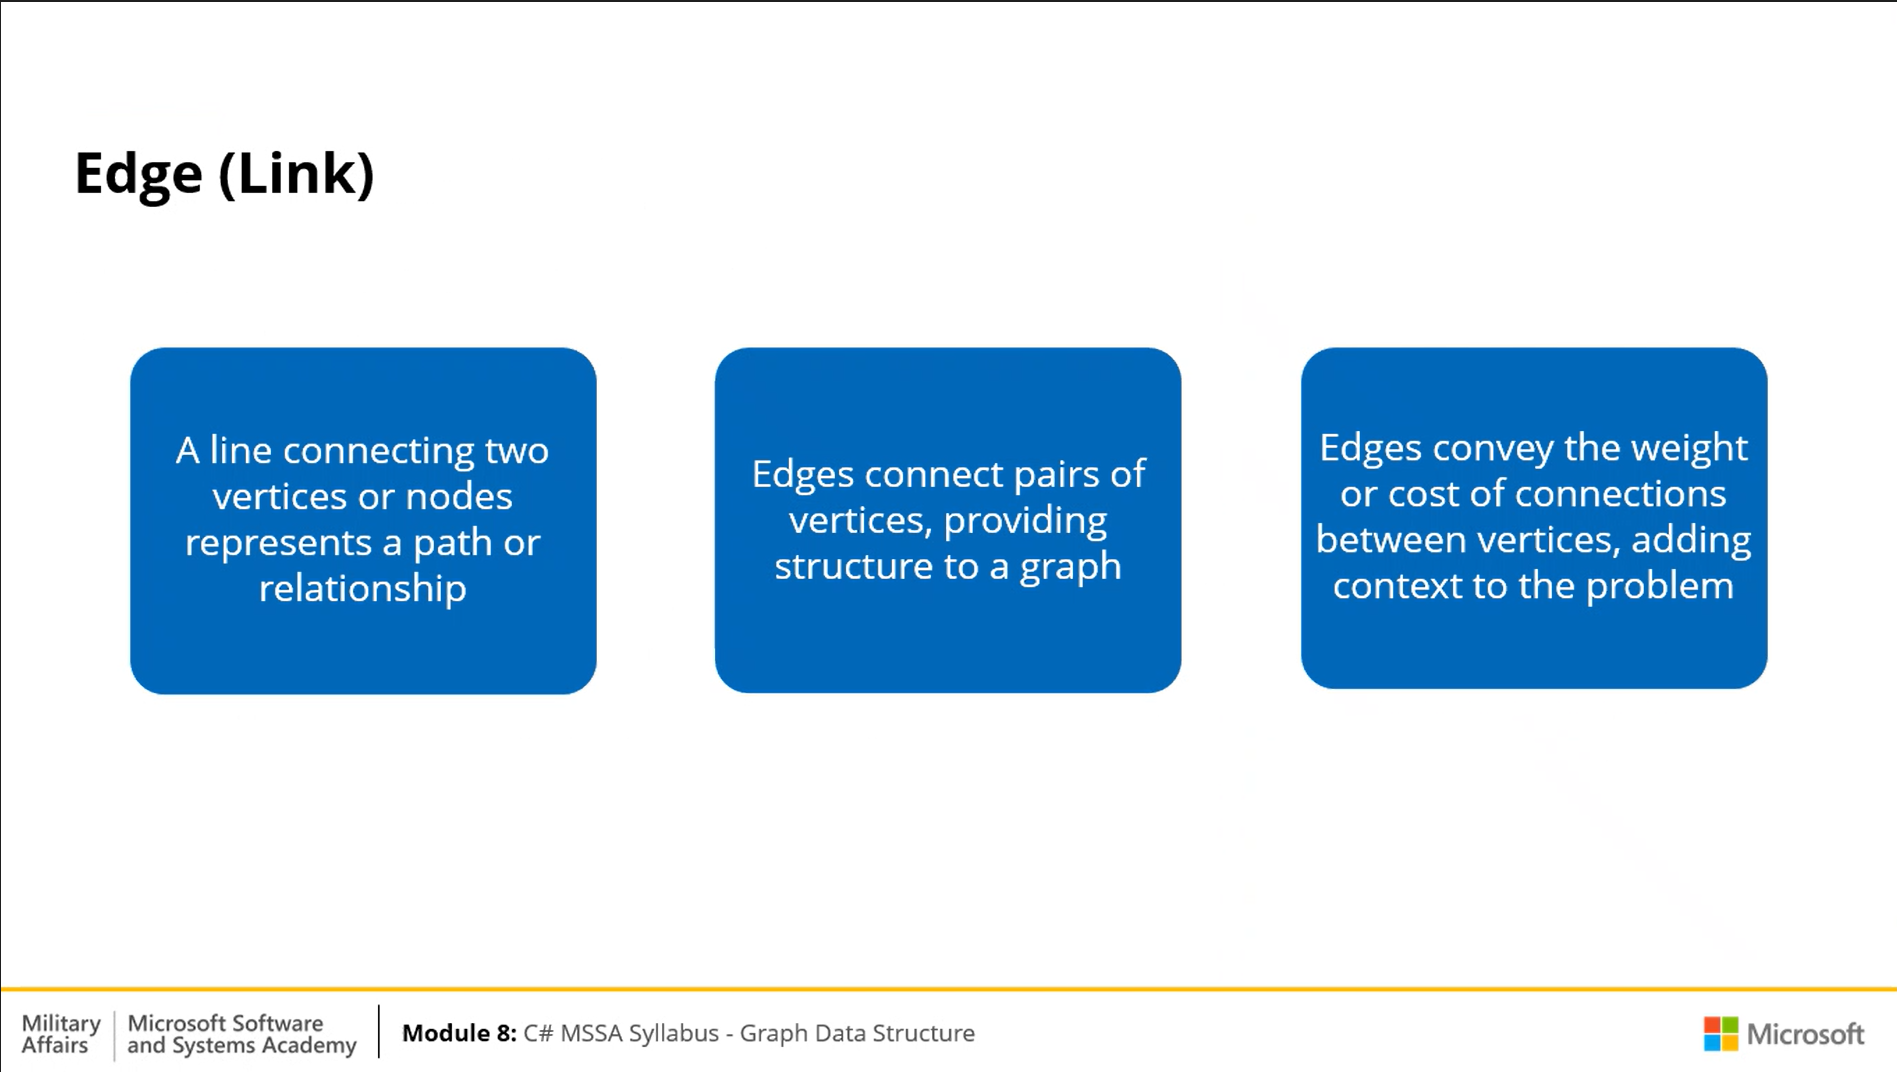 Edge (Link)
A line connecting two
vertices or nodes
represents a path or
relationship
Edges connect pairs of
vertices, providing
structure to a graph
Edges convey the weight
or cost of connections
between vertices, adding
context to the problem
Military
Affairs
Microsoft Software
and Systems Academy
Module 8: C# MSSA Syllabus - Graph Data Structure
Microsoft